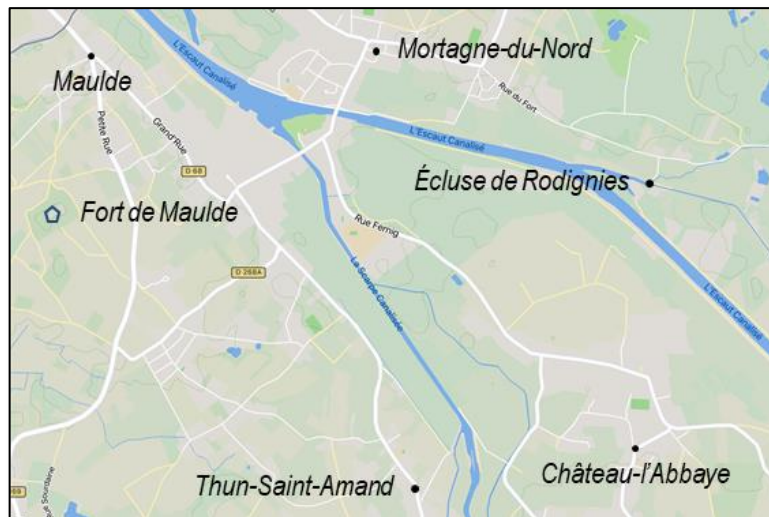 L'Escaut Canalisé
Mortagne-du-Nord
Maulde
Rue du Fort
Petite Rue
Grand'Rue
L'Escaut Canalisé
D 68
Écluse de Rodignies
Fort de Maulde
Rue Fernig
D 268A
La Scarpe Canalisée
L'Escaut Canalisé
Château-l'Abbaye
Thun-Saint-Amand
Sourdaine